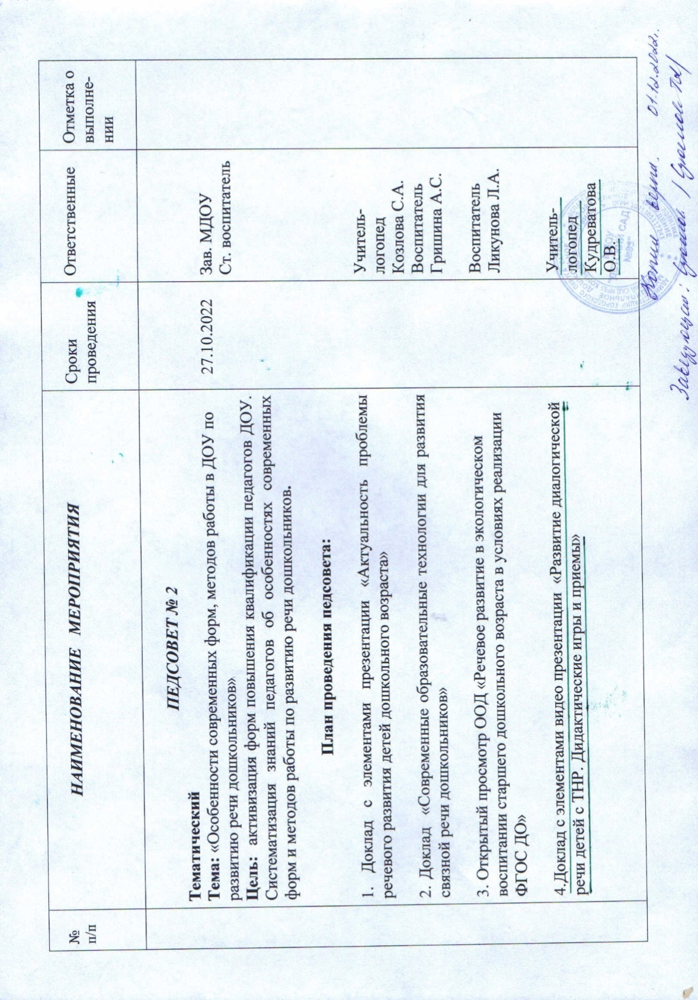 №
п/п
НАИМЕНОВАНИЕ МЕРОПРИЯТИЯ
Сроки
проведения
Ответственные
Отметка о
выполне-
нии
ПЕДСОВЕТ № 2
Тематический
Тема: «Особенности современных форм, методов работы в ДОУ по
развитию речи дошкольников»
Цель: активизация форм повышения квалификации педагогов ДОУ.
Систематизация знаний педагогов об особенностях современных
форм и методов работы по развитию речи дошкольников.
27.10.2022
Зав. МДОУ
Ст. воспитатель
План проведения педсовета:
1. Доклад с элементами презентации «Актуальность проблемы
речевого развития детей дошкольного возраста»
Учитель-
логопед
Козлова С.А.
2. Доклад «Современные образовательные технологии для развития
связной речи дошкольников»
Воспитатель
Гришина А.С.
3. Открытый просмотр ООД «Речевое развитие в экологическом
воспитании старшего дошкольного возраста в условиях реализации
ФГОС ДО»
Воспитатель
Ликунова Л.А.
4.Доклад с элементами видео презентации «Развитие диалогической
речи детей с ТНР. Дидактические игры и приемы»
Учитель-
логопед
Кудреватова
О.В.
Копия верна. 01.12.2022г.
Заведующая: